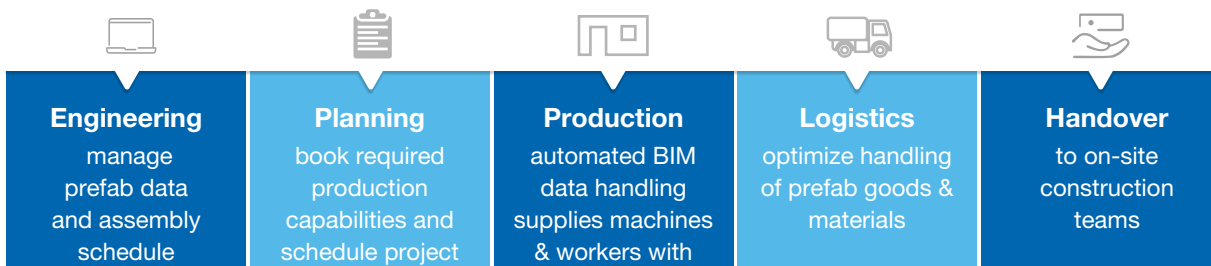 Engineering
manage
prefab data
and assembly
schedule
Planning
book required
production
capabilities and
schedule project
Production
automated BIM
data handling
supplies machines
& workers with
Logistics
optimize handling
of prefab goods &
materials
Handover
to on-site
construction
teams